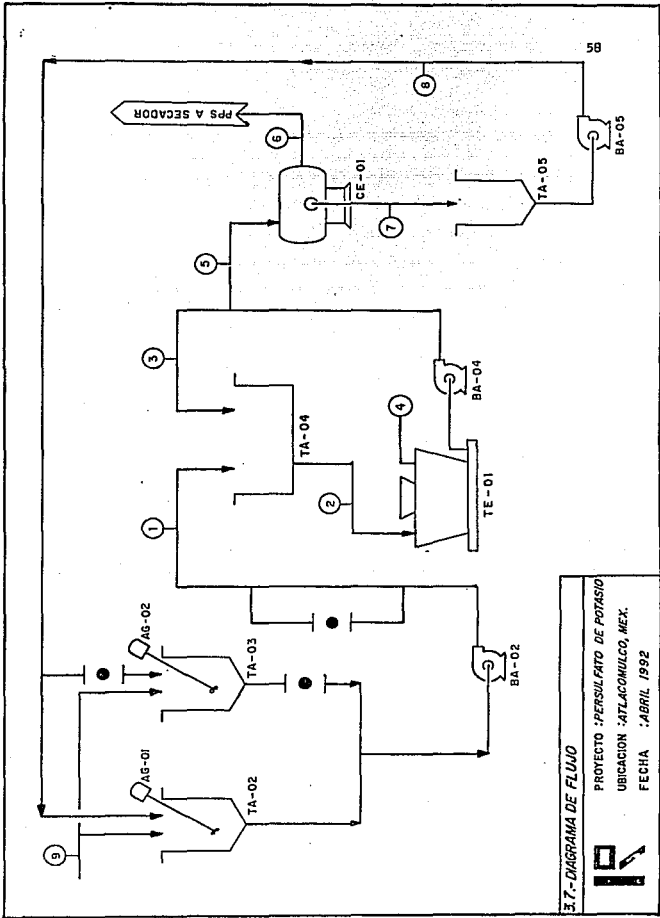 58
8
PPS A SECADOR
6
CE-01
7
TA-05
BA-05
5
3
1
TA-04
2
4
TE-01
BA-04
AG-02
TA-03
AG-01
TA-02
9
BA-02
3.7.-DIAGRAMA DE FLUJO
PROYECTO :PERSULFATO DE POTASIO
UBICACION :ATLACOMULCO, MEX.
FECHA :ABRIL 1992